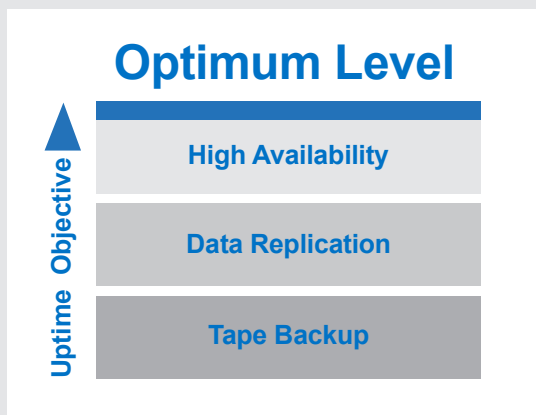 Optimum Level
High Availability
Data Replication
Tape Backup
Uptime Objective